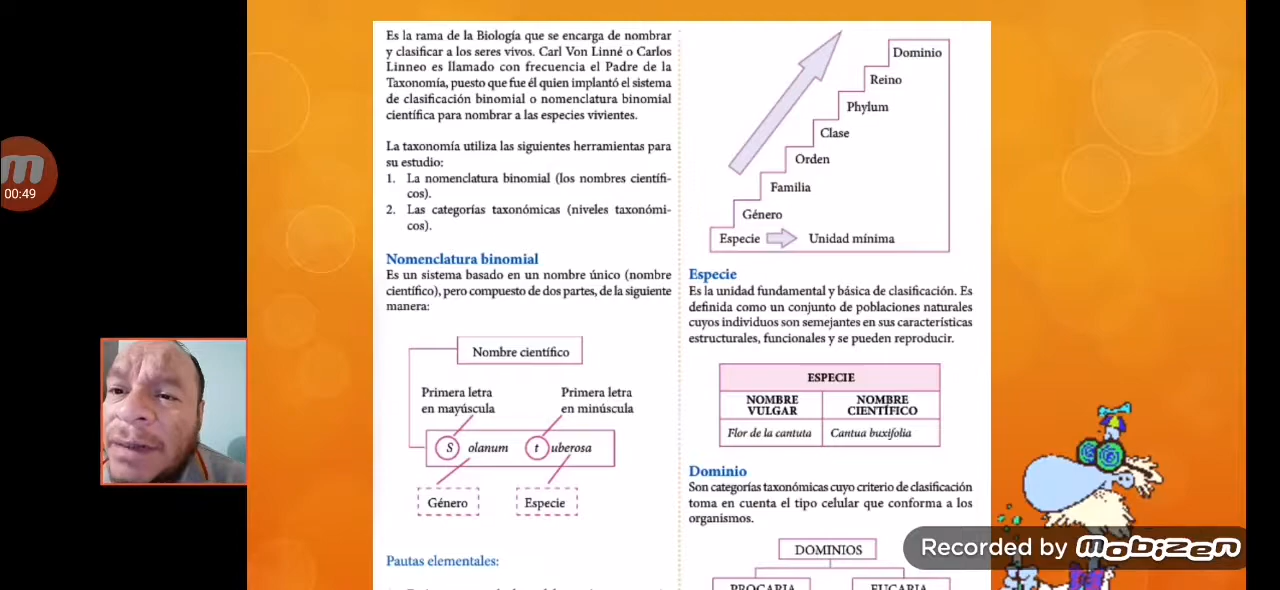 Es la rama de la Biología que se encarga de nombrar
y clasificar a los seres vivos. Carl Von Linné o Carlos
Linneo es llamado con frecuencia el Padre de la
Taxonomía, puesto que fue él quien implantó el sistema
de clasificación binomial o nomenclatura binomial
científica para nombrar a las especies vivientes.
La taxonomía utiliza las siguientes herramientas para
su estudio:
1. La nomenclatura binomial (los nombres científi-
cos).
2. Las categorías taxonómicas (niveles taxonómi-
cos).
Nomenclatura binomial
Es un sistema basado en un nombre único (nombre
científico), pero compuesto de dos partes, de la siguiente
manera:
Nombre científico
Primera letra
en mayúscula
Primera letra
en minúscula
S olanum t uberosa
Género
Especie
Pautas elementales:
Dominio
Reino
Phylum
Clase
Orden
Familia
Género
Especie Unidad mínima
Especie
Es la unidad fundamental y básica de clasificación. Es
definida como un conjunto de poblaciones naturales
cuyos individuos son semejantes en sus características
estructurales, funcionales y se pueden reproducir.
ESPECIE
NOMBRE
VULGAR
NOMBRE
CIENTÍFICO
Flor de la cantuta
Cantua buxifolia
Dominio
Son categorías taxonómicas cuyo criterio de clasificación
toma en cuenta el tipo celular que conforma a los
organismos.
DOMINIOS
PROCARIA
EUCARIA
m
00:49
Recorded by mobizen